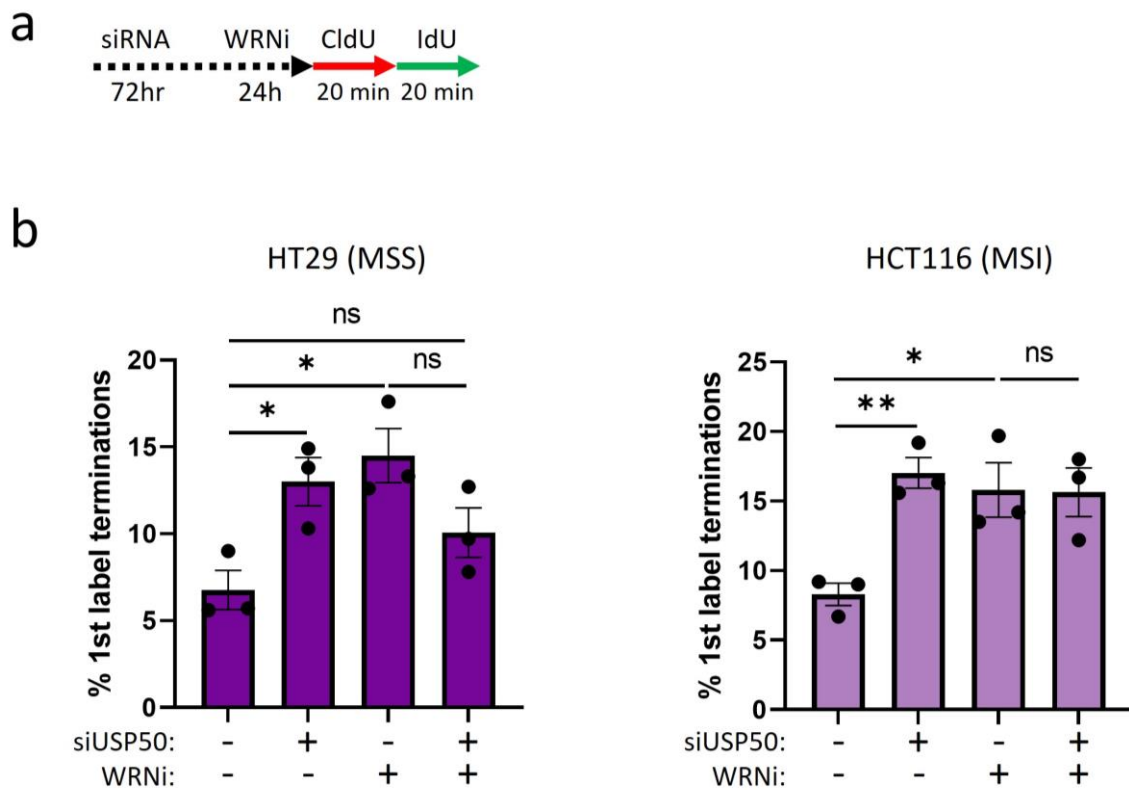 a
siRNA WRNi CldU IdU
72hr 24h 20 min 20 min
b
HT29 (MSS)
ns
* ns
*
% 1st label terminations
20
15
10
5
0
siUSP50: - + - +
WRNi: - - + +
HCT116 (MSI)
* ns
**
% 1st label terminations
25
20
15
10
5
0
siUSP50: - + - +
WRNi: - - + +